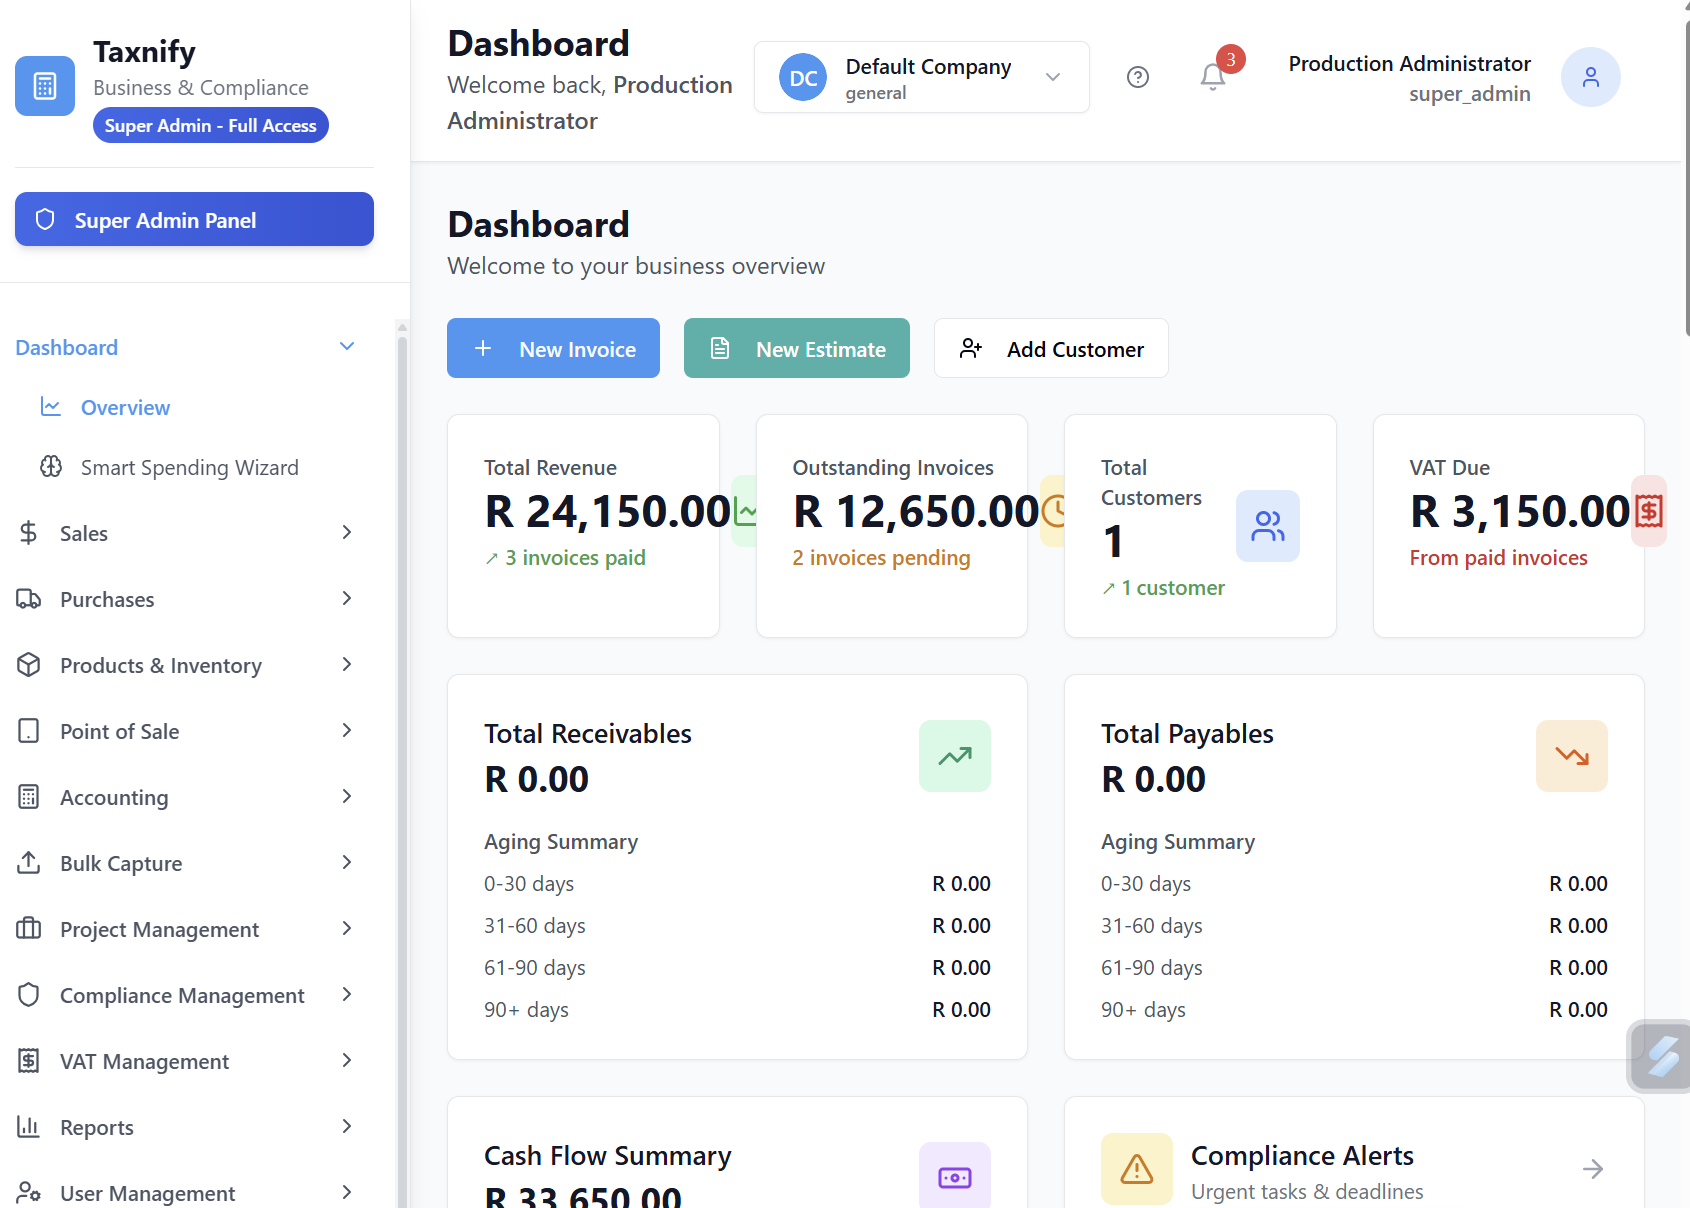 Taxnify
Business & Compliance
Super Admin - Full Access
Super Admin Panel
Dashboard
Overview
Smart Spending Wizard
Sales
Purchases
Products & Inventory
Point of Sale
Accounting
Bulk Capture
Project Management
Compliance Management
VAT Management
Reports
User Management
Dashboard
Welcome back, Production
Administrator
DC
Default Company
general
3
Production Administrator
super_admin
Dashboard
Welcome to your business overview
New Invoice
New Estimate
Add Customer
Total Revenue
R 24,150.00
↗ 3 invoices paid
Outstanding Invoices
R 12,650.00
2 invoices pending
Total
Customers
1
↗ 1 customer
VAT Due
R 3,150.00
From paid invoices
Total Receivables
R 0.00
Aging Summary
0-30 days R 0.00
31-60 days R 0.00
61-90 days R 0.00
90+ days R 0.00
Total Payables
R 0.00
Aging Summary
0-30 days R 0.00
31-60 days R 0.00
61-90 days R 0.00
90+ days R 0.00
Cash Flow Summary
R 33,650.00
Compliance Alerts
Urgent tasks & deadlines